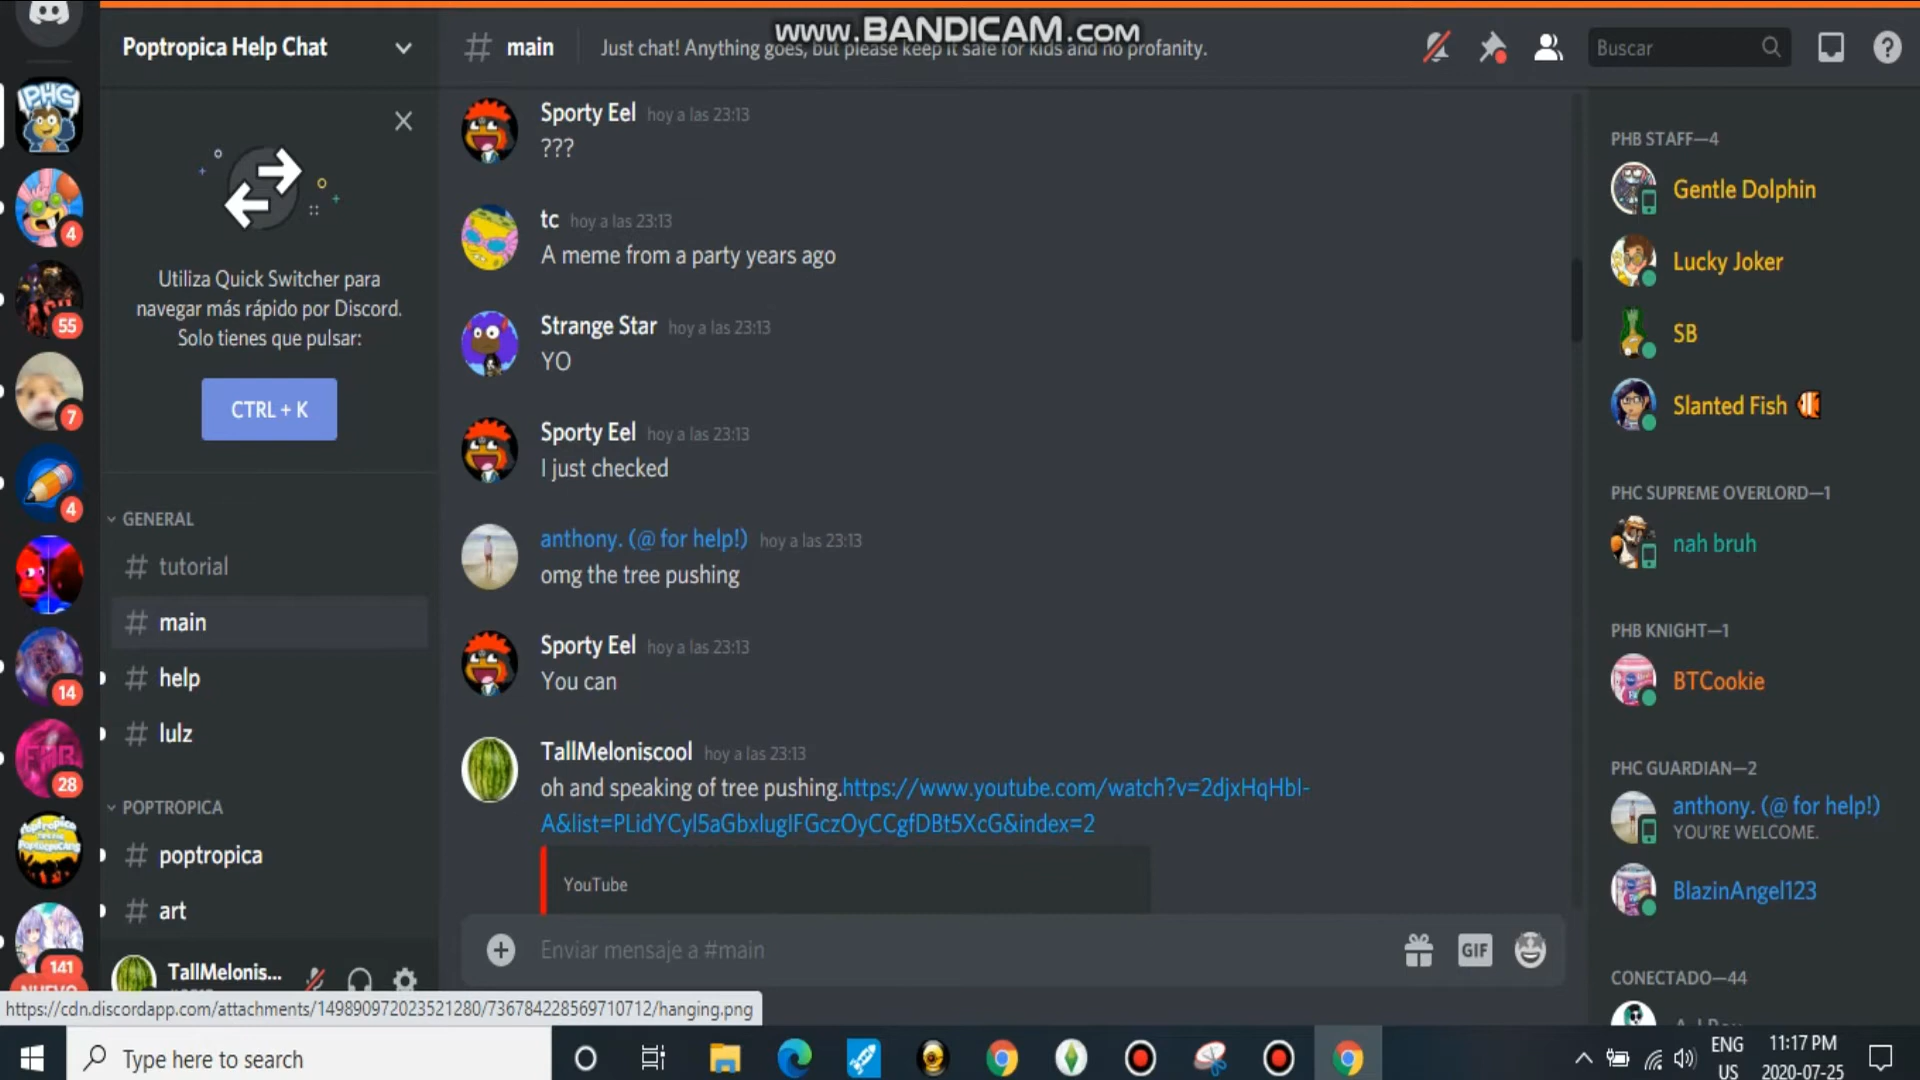 www.BANDICAM.com
Poptropica Help Chat
main
Just chat! Anything goes, but please keep it safe for kids and no profanity.
Buscar
PHC
4
55
7
4
14
FMR
28
141
NUEVO
Utiliza Quick Switcher para
navegar más rápido por Discord.
Solo tienes que pulsar:
CTRL + K
GENERAL
# tutorial
# main
# help
# lulz
POPTROPICA
# poptropica
# art
TallMelonis...
Sporty Eel hoy a las 23:13
???
tc hoy a las 23:13
A meme from a party years ago
Strange Star hoy a las 23:13
YO
Sporty Eel hoy a las 23:13
I just checked
anthony. (@ for help!) hoy a las 23:13
omg the tree pushing
Sporty Eel hoy a las 23:13
You can
TallMeloniscool hoy a las 23:13
oh and speaking of tree pushing.https://www.youtube.com/watch?v=2djxHqHbI-
A&list=PLidYCyl5aGbxlugIFGczOyCCgfDBt5XcG&index=2
YouTube
Enviar mensaje a #main
GIF
PHB STAFF—4
Gentle Dolphin
Lucky Joker
SB
Slanted Fish
PHC SUPREME OVERLORD—1
nah bruh
PHB KNIGHT—1
BTCookie
PHC GUARDIAN—2
anthony. (@ for help!)
YOU'RE WELCOME.
BlazinAngel123
CONECTADO—44
https://cdn.discordapp.com/attachments/149890972023521280/736784228569710712/hanging.png
Type here to search
ENG
US
11:17 PM
2020-07-25